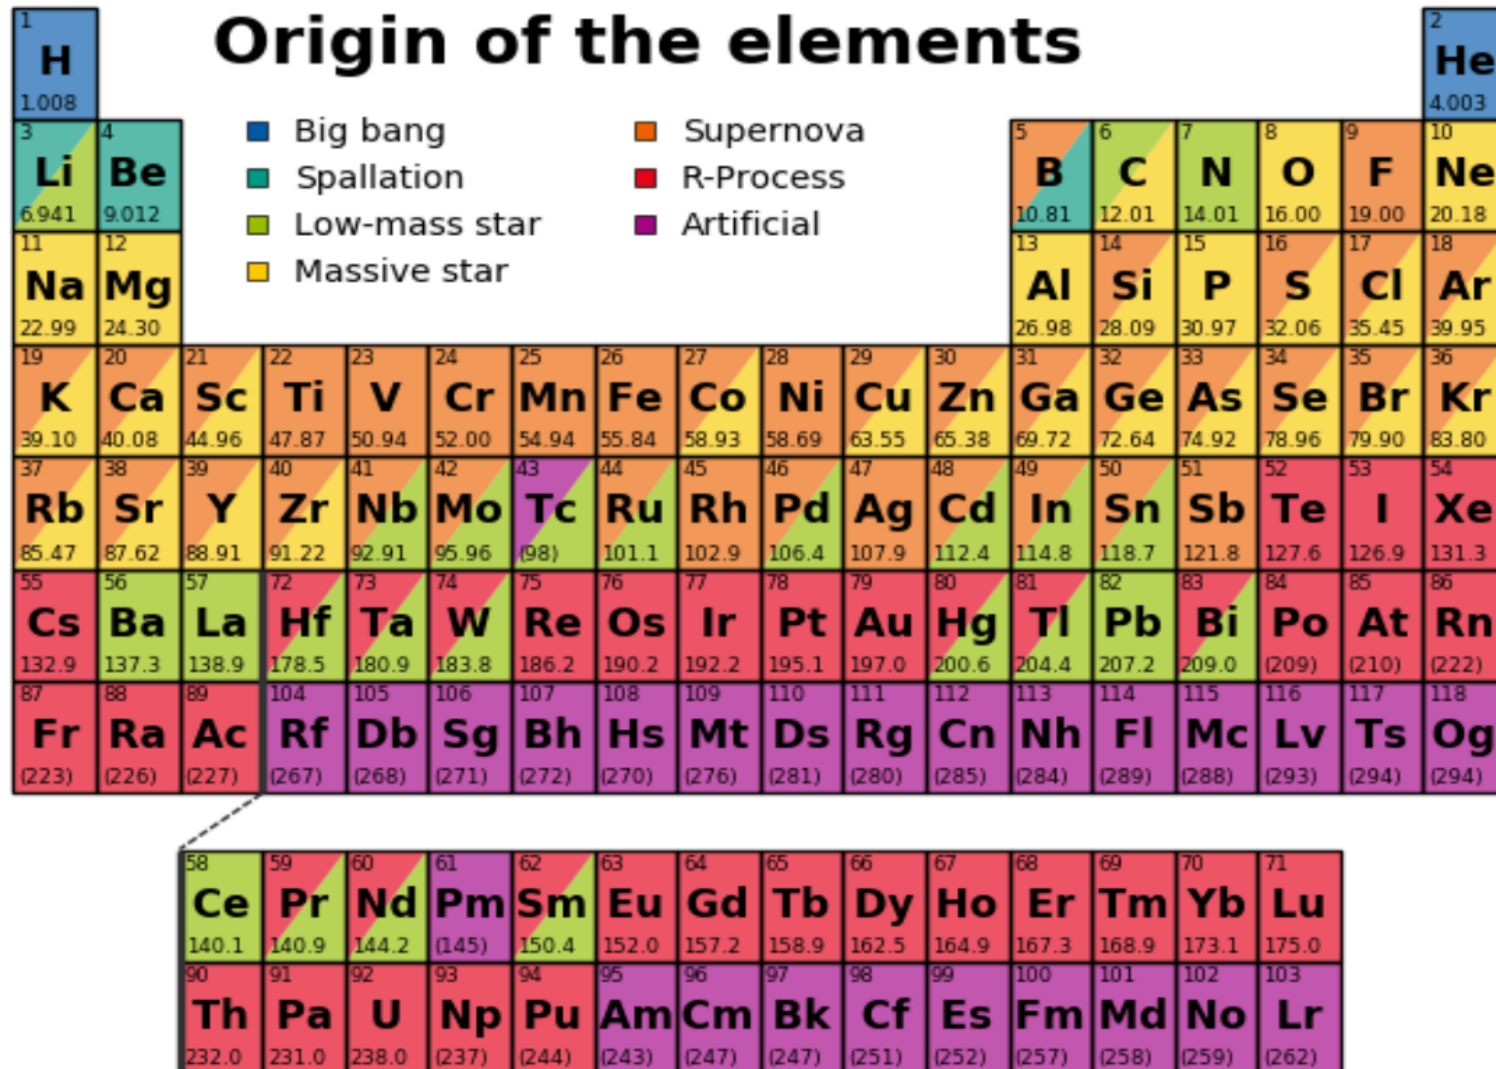 Origin of the elements
Big bang
Spallation
Low-mass star
Massive star
Supernova
R-Process
Artificial
1 2
H He
1.008 4.003
3 4 5 6 7 8 9 10
Li Be B C N O F Ne
6.941 9.012 10.81 12.01 14.01 16.00 19.00 20.18
11 12 13 14 15 16 17 18
Na Mg Al Si P S Cl Ar
22.99 24.30 26.98 28.09 30.97 32.06 35.45 39.95
19 20 21 22 23 24 25 26 27 28 29 30 31 32 33 34 35 36
K Ca Sc Ti V Cr Mn Fe Co Ni Cu Zn Ga Ge As Se Br Kr
39.10 40.08 44.96 47.87 50.94 52.00 54.94 55.84 58.93 58.69 63.55 65.38 69.72 72.64 74.92 78.96 79.90 83.80
37 38 39 40 41 42 43 44 45 46 47 48 49 50 51 52 53 54
Rb Sr Y Zr Nb Mo Tc Ru Rh Pd Ag Cd In Sn Sb Te I Xe
85.47 87.62 88.91 91.22 92.91 95.96 (98) 101.1 102.9 106.4 107.9 112.4 114.8 118.7 121.8 127.6 126.9 131.3
55 56 57 72 73 74 75 76 77 78 79 80 81 82 83 84 85 86
Cs Ba La Hf Ta W Re Os Ir Pt Au Hg Tl Pb Bi Po At Rn
132.9 137.3 138.9 178.5 180.9 183.8 186.2 190.2 192.2 195.1 197.0 200.6 204.4 207.2 209.0 (209) (210) (222)
87 88 89 104 105 106 107 108 109 110 111 112 113 114 115 116 117 118
Fr Ra Ac Rf Db Sg Bh Hs Mt Ds Rg Cn Nh Fl Mc Lv Ts Og
(223) (226) (227) (267) (268) (271) (272) (270) (276) (281) (280) (285) (284) (289) (288) (293) (294) (294)
58 59 60 61 62 63 64 65 66 67 68 69 70 71
Ce Pr Nd Pm Sm Eu Gd Tb Dy Ho Er Tm Yb Lu
140.1 140.9 144.2 (145) 150.4 152.0 157.2 158.9 162.5 164.9 167.3 168.9 173.1 175.0
90 91 92 93 94 95 96 97 98 99 100 101 102 103
Th Pa U Np Pu Am Cm Bk Cf Es Fm Md No Lr
232.0 231.0 238.0 (237) (244) (243) (247) (247) (251) (252) (257) (258) (259) (262)